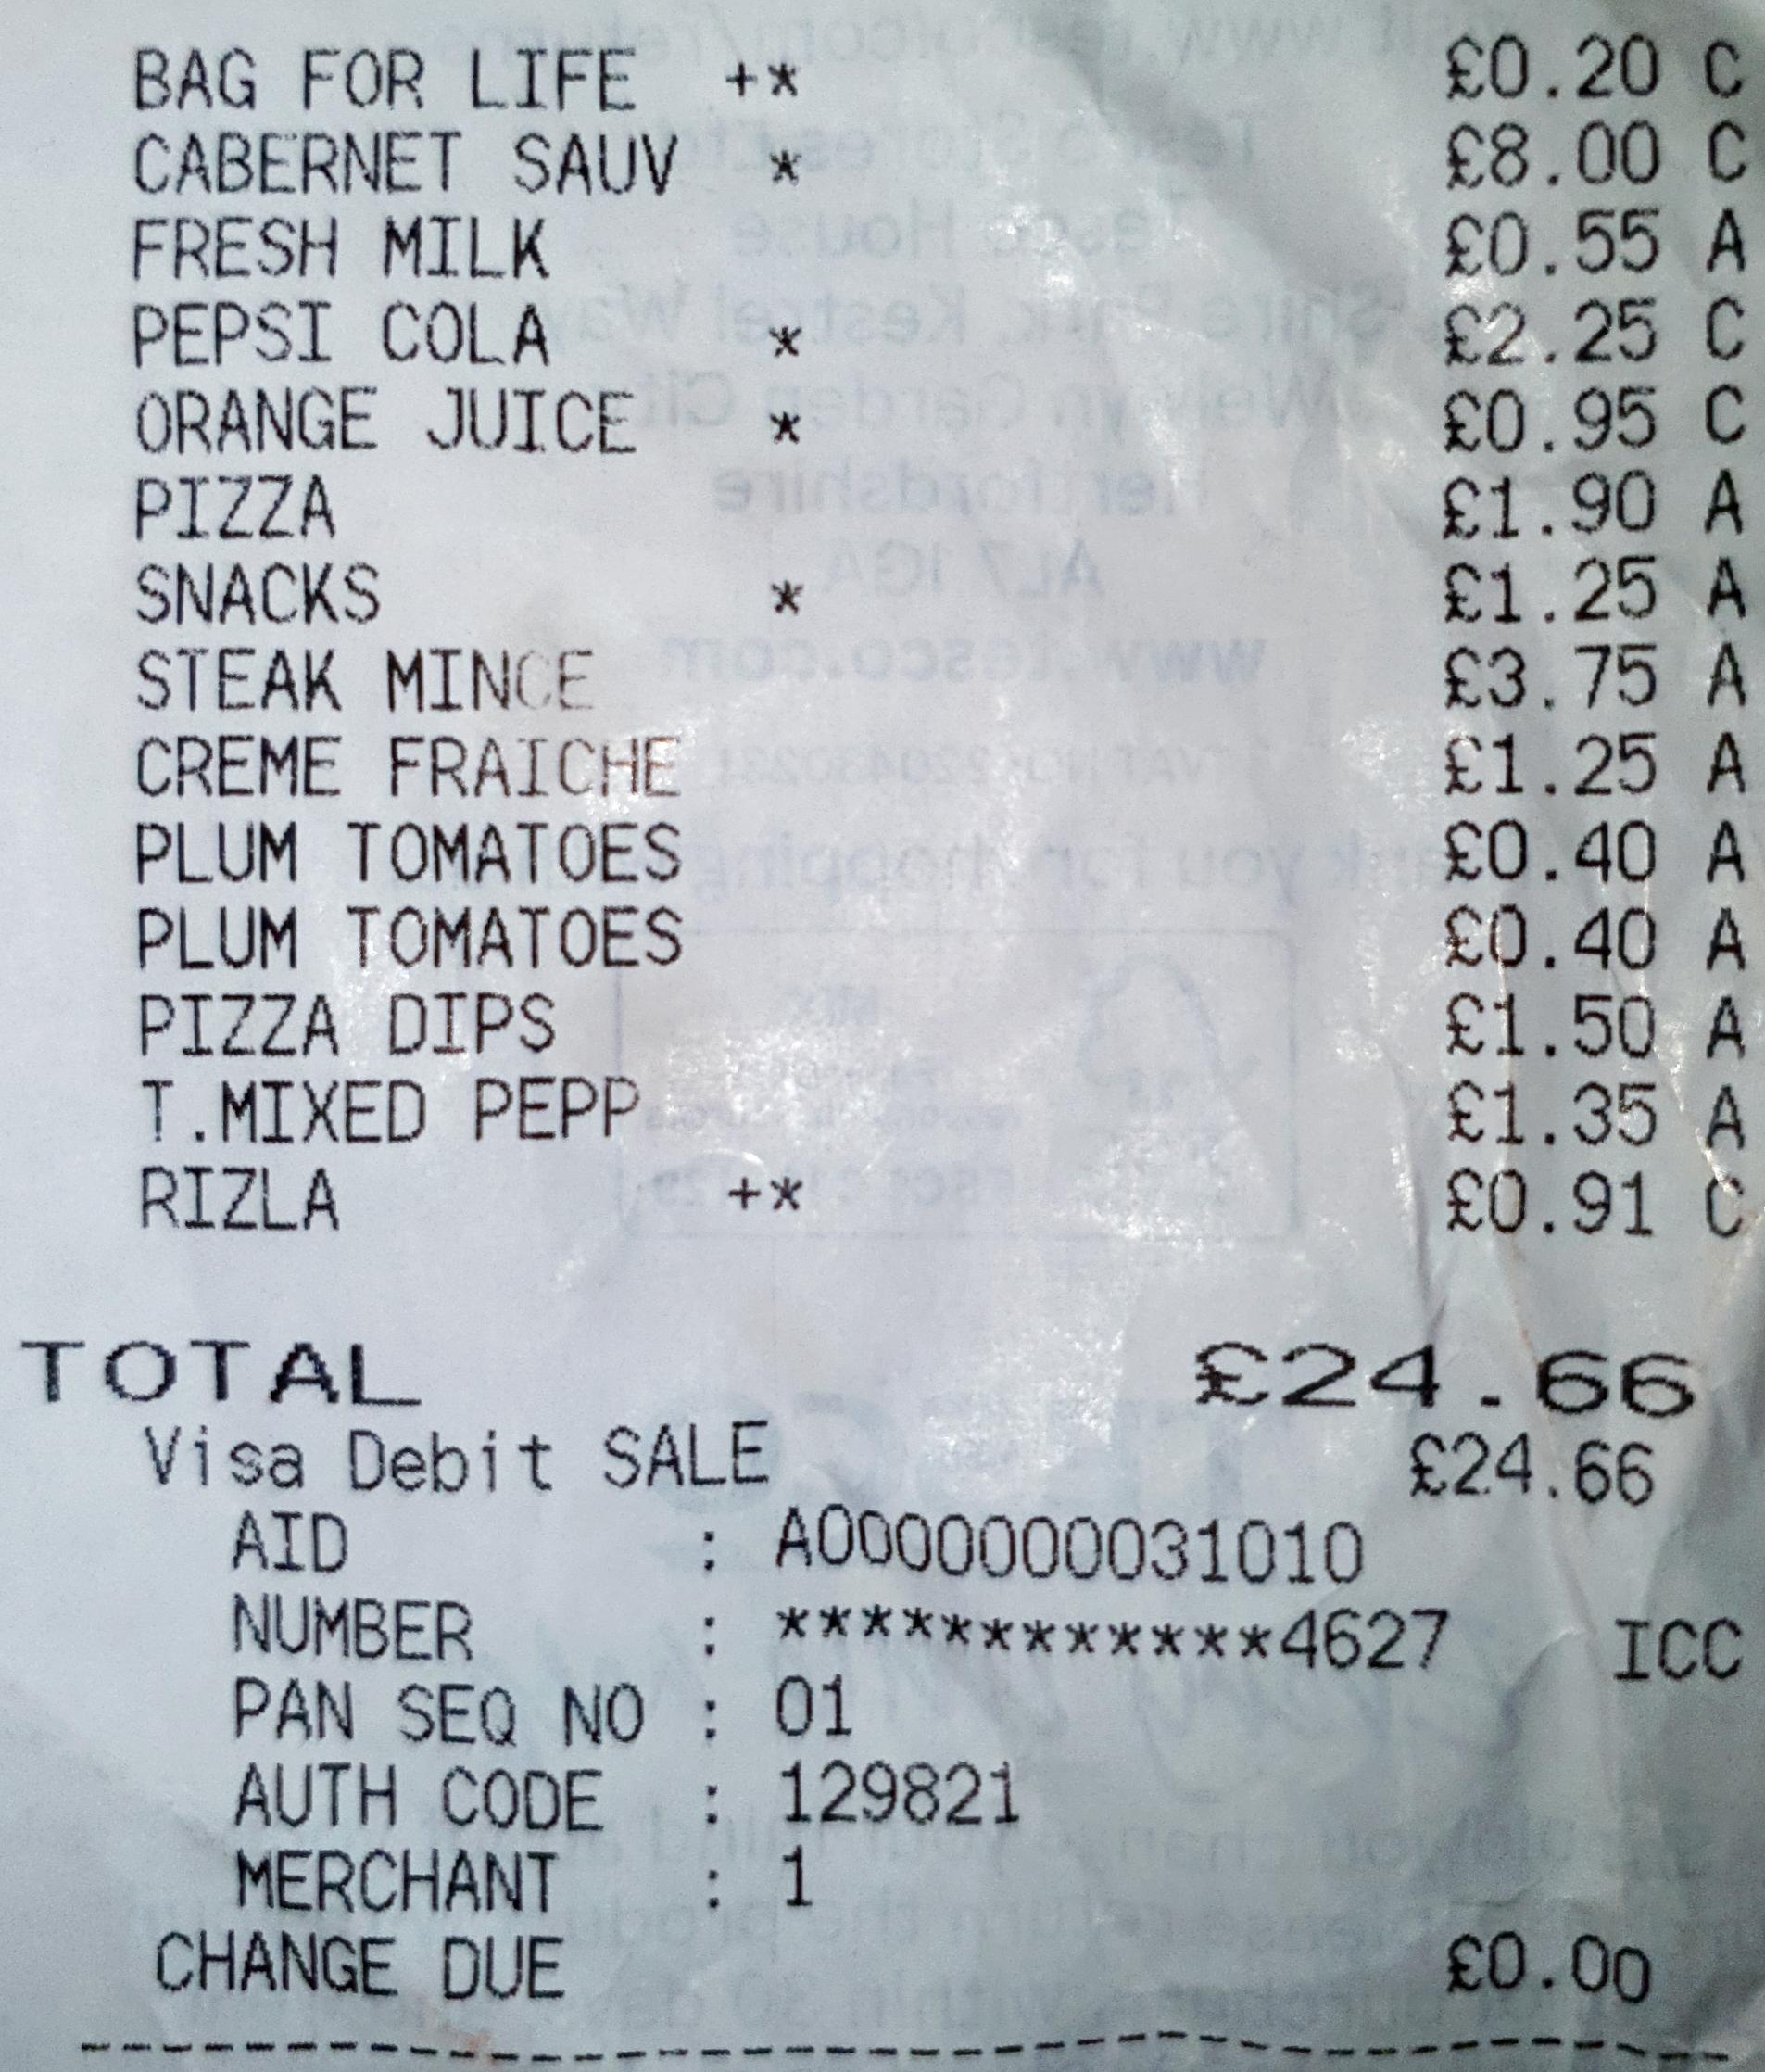 BAG FOR LIFE +* £0.20 C
CABERNET SAUV * £8.00 C
FRESH MILK £0.55 A
PEPSI COLA * £2.25 C
ORANGE JUICE * £0.95 C
PIZZA £1.90 A
SNACKS * £1.25 A
STEAK MINCE £3.75 A
CREME FRAICHE £1.25 A
PLUM TOMATOES £0.40 A
PLUM TOMATOES £0.40 A
PIZZA DIPS £1.50 A
T.MIXED PEPP £1.35 A
RIZLA +* £0.91 C
TOTAL £24.66
Visa Debit SALE £24.66
AID : A0000000031010
NUMBER : ************4627 ICC
PAN SEQ NO : 01
AUTH CODE : 129821
MERCHANT : 1
CHANGE DUE £0.00